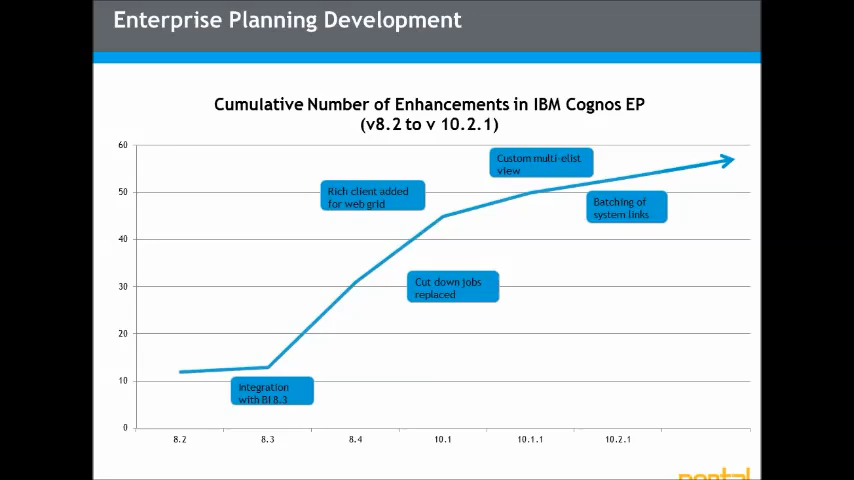 Enterprise Planning Development
Cumulative Number of Enhancements in IBM Cognos EP
(v8.2 to v 10.2.1)
60
50
40
30
20
10
0
Custom multi-elist
view
Rich client added
for web grid
Batching of
system links
Cut down jobs
replaced
Integration
with BI 8.3
8.2
8.3
8.4
10.1
10.1.1
10.2.1